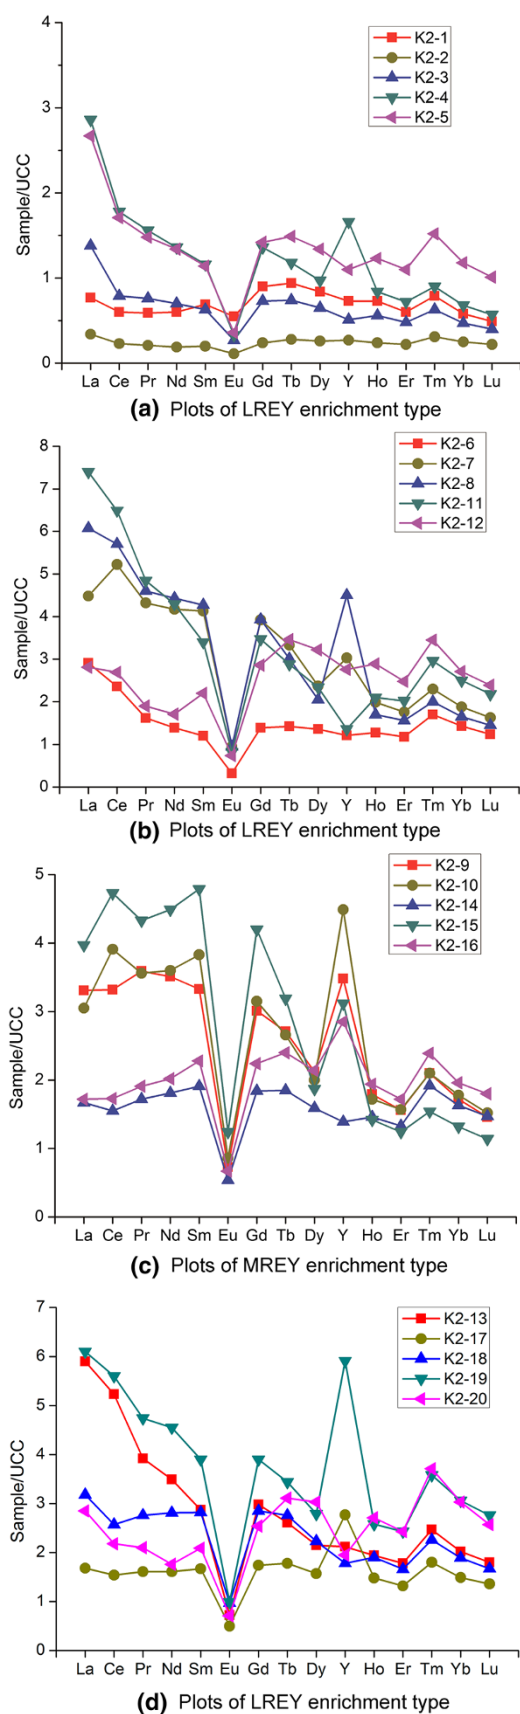 4
3
2
1
0
Sample/UCC
K2-1
K2-2
K2-3
K2-4
K2-5
La Ce Pr Nd Sm Eu Gd Tb Dy Y Ho Er Tm Yb Lu
(a) Plots of LREY enrichment type
8
7
6
5
4
3
2
1
0
Sample/UCC
K2-6
K2-7
K2-8
K2-11
K2-12
La Ce Pr Nd Sm Eu Gd Tb Dy Y Ho Er Tm Yb Lu
(b) Plots of LREY enrichment type
5
4
3
2
1
0
Sample/UCC
K2-9
K2-10
K2-14
K2-15
K2-16
La Ce Pr Nd Sm Eu Gd Tb Dy Y Ho Er Tm Yb Lu
(c) Plots of MREY enrichment type
7
6
5
4
3
2
1
0
Sample/UCC
K2-13
K2-17
K2-18
K2-19
K2-20
La Ce Pr Nd Sm Eu Gd Tb Dy Y Ho Er Tm Yb Lu
(d) Plots of LREY enrichment type